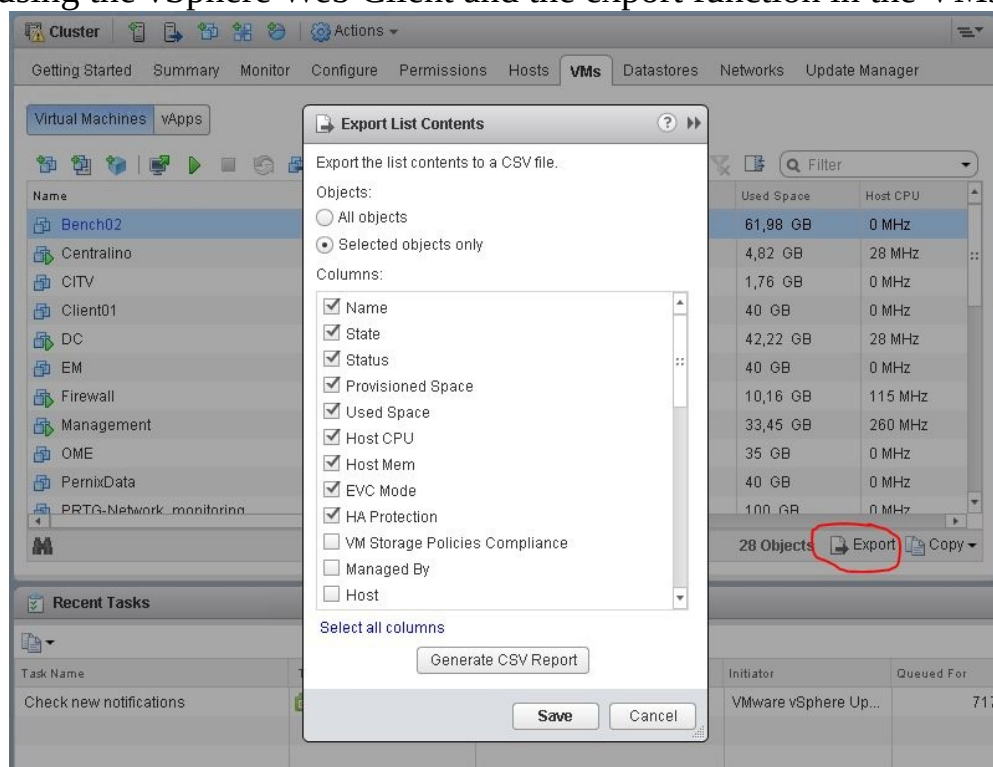 using the vSphere Web Client and the export function in the VMs
Cluster Actions
Getting Started Summary Monitor Configure Permissions Hosts VMs Datastores Networks Update Manager
Virtual Machines vApps
Filter
Name Used Space Host CPU
Bench02 61,98 GB 0 MHz
Centralino 4,82 GB 28 MHz
CITV 1,76 GB 0 MHz
Client01 40 GB 0 MHz
DC 42,22 GB 28 MHz
EM 40 GB 0 MHz
Firewall 10,16 GB 115 MHz
Management 33,45 GB 260 MHz
OME 35 GB 0 MHz
PernixData 40 GB 0 MHz
PRTG-Network monitoring 100 GB 0 MHz
28 Objects Export Copy
Export List Contents ?
Export the list contents to a CSV file.
Objects:
All objects
Selected objects only
Columns:
Name
State
Status
Provisioned Space
Used Space
Host CPU
Host Mem
EVC Mode
HA Protection
VM Storage Policies Compliance
Managed By
Host
Select all columns
Generate CSV Report
Save Cancel
Recent Tasks
Task Name Initiator Queued For
Check new notifications VMware vSphere Up... 717